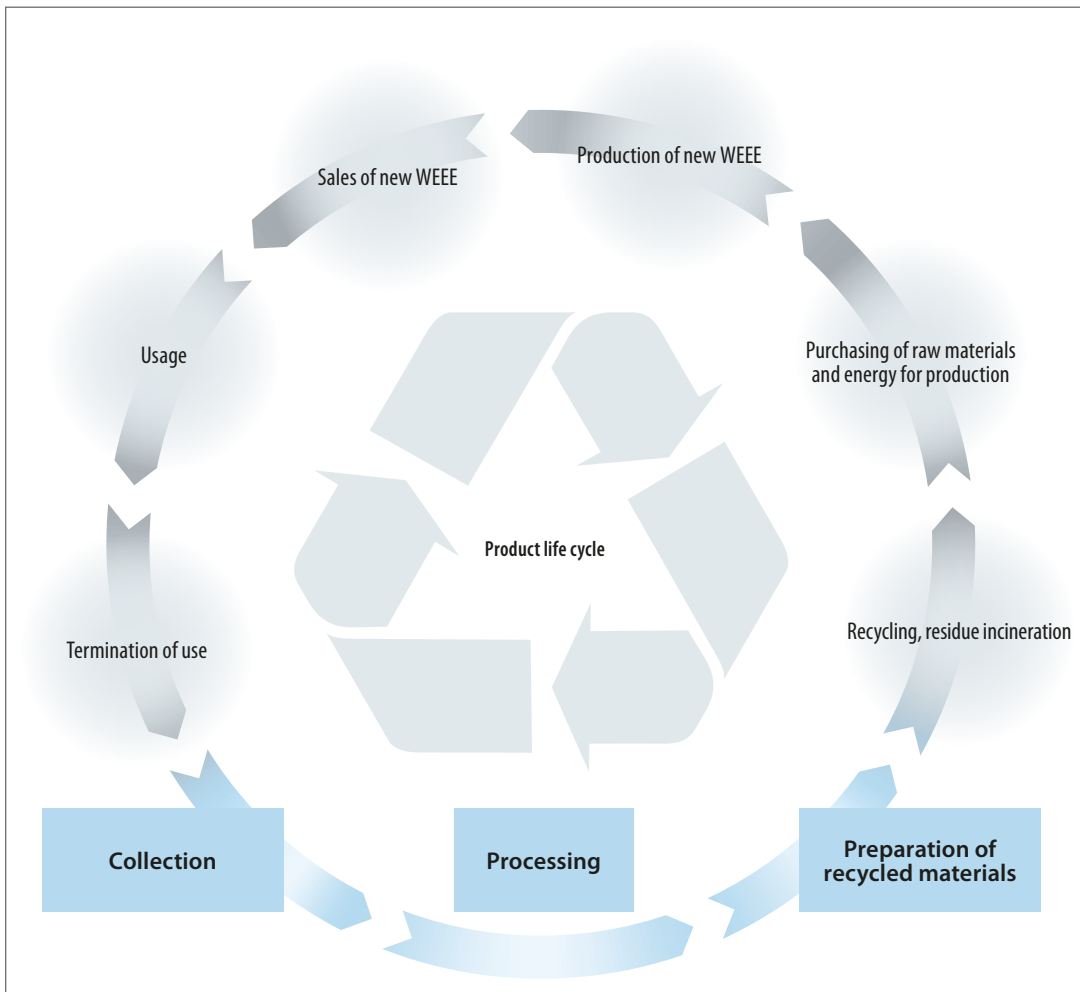 Production of new WEEE
Sales of new WEEE
Usage
Purchasing of raw materials
and energy for production
Product life cycle
Termination of use
Recycling, residue incineration
Collection
Processing
Preparation of
recycled materials